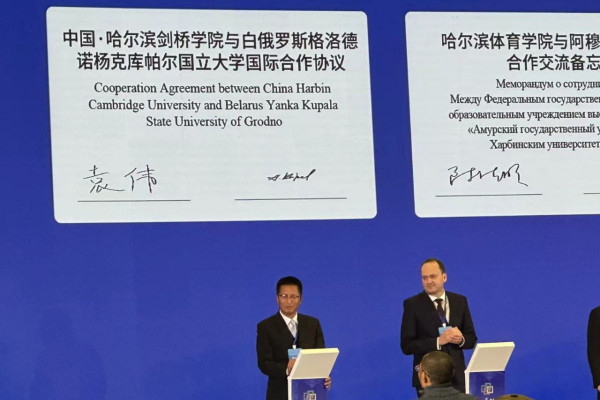 中国·哈尔滨剑桥学院与白俄罗斯格洛德
诺杨克库帕尔国立大学国际合作协议
Cooperation Agreement between China Harbin
Cambridge University and Belarus Yanka Kupala
State University of Grodno
袁伟
哈尔滨体育学院与阿穆
合作交流备忘
Меморандум о сотрудни
Между Федеральным государствен
образовательным учреждением вы
«Амурский государственный у
Харбинским университет